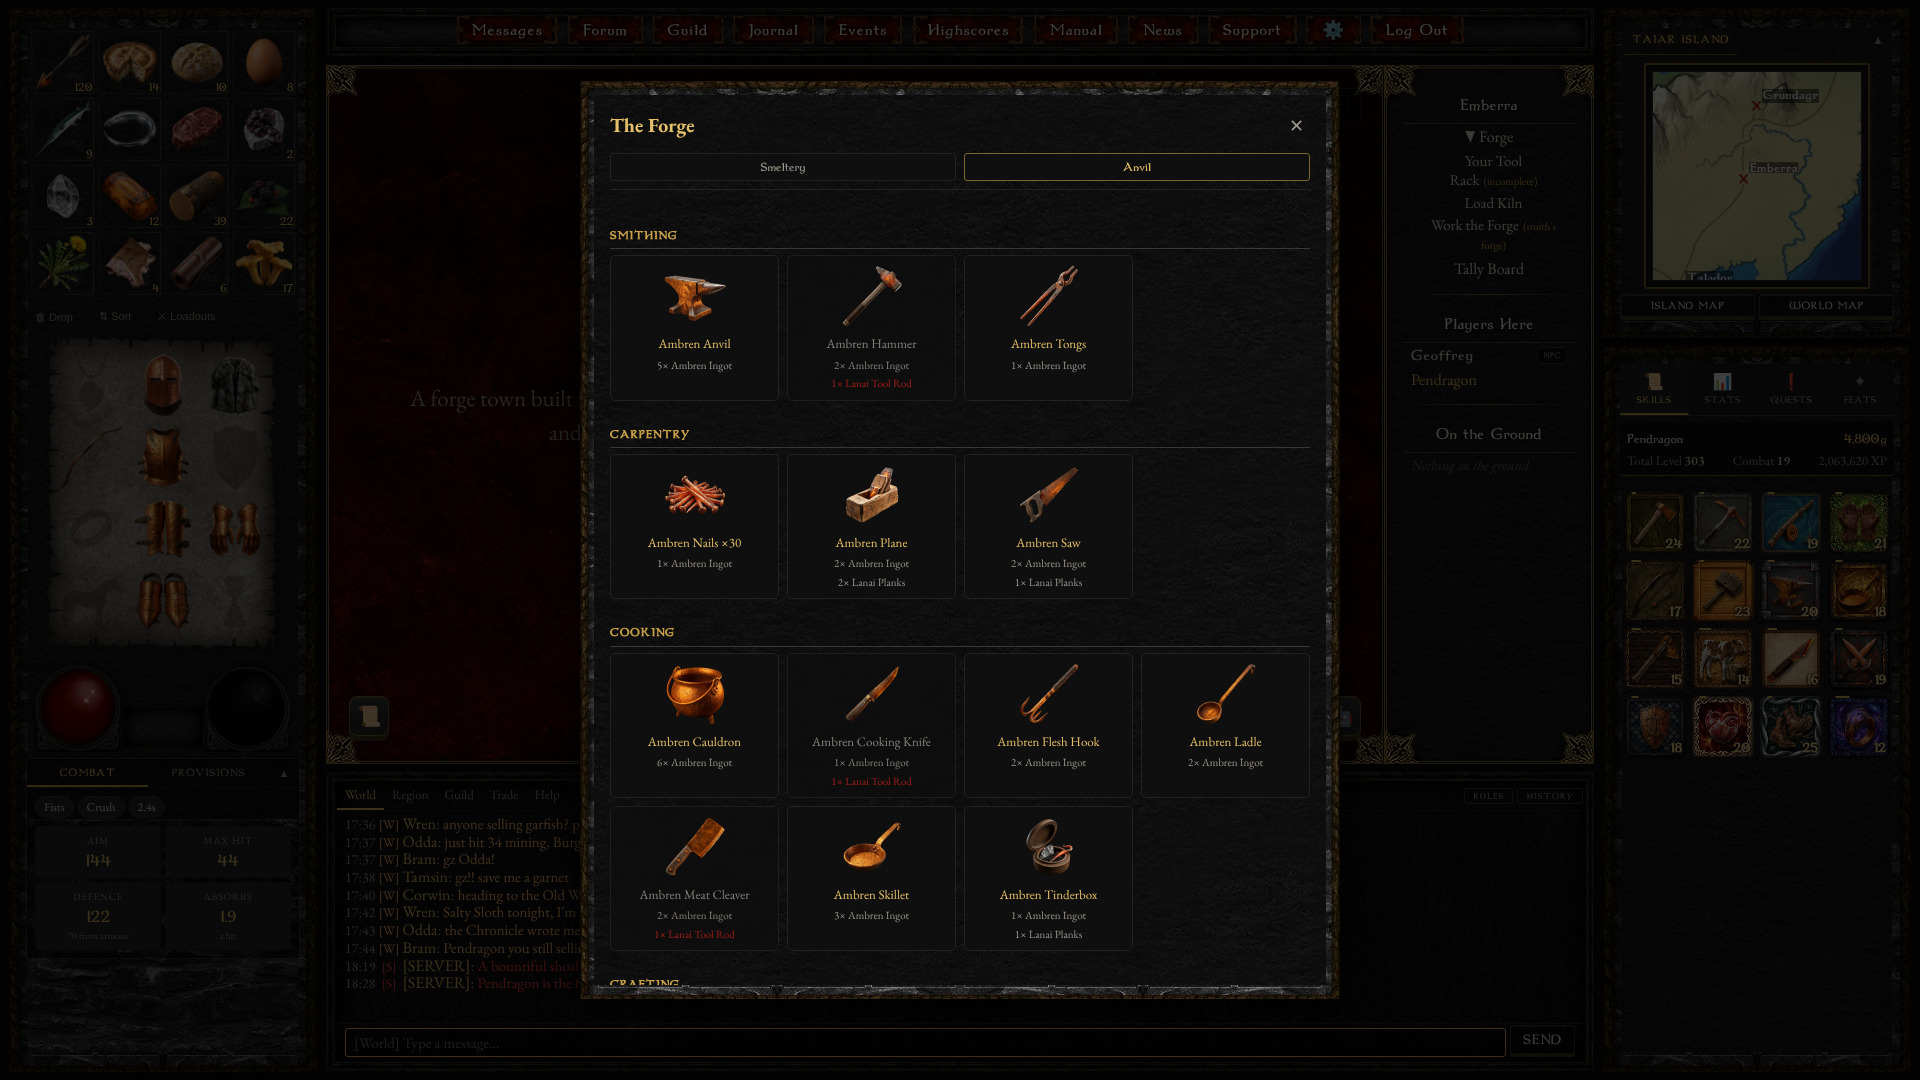 Messages
Forum
Guild
Journal
Events
Highscores
Manual
News
Support
Log Out
120
14
10
8
9
2
3
12
39
22
4
6
17
Drop
Sort
Loadouts
COMBAT
PROVISIONS
Fists
Crush
2.4s
AIM
144
MAX HIT
44
DEFENCE
122
70 from armour
ABSORBS
19
a hit
A forge town built
and
The Forge
Smeltery
Anvil
SMITHING
Ambren Anvil
5× Ambren Ingot
Ambren Hammer
2× Ambren Ingot
1× Lanai Tool Rod
Ambren Tongs
1× Ambren Ingot
CARPENTRY
Ambren Nails ×30
1× Ambren Ingot
Ambren Plane
2× Ambren Ingot
2× Lanai Planks
Ambren Saw
2× Ambren Ingot
1× Lanai Planks
COOKING
Ambren Cauldron
6× Ambren Ingot
Ambren Cooking Knife
1× Ambren Ingot
1× Lanai Tool Rod
Ambren Flesh Hook
2× Ambren Ingot
Ambren Ladle
2× Ambren Ingot
Ambren Meat Cleaver
2× Ambren Ingot
1× Lanai Tool Rod
Ambren Skillet
3× Ambren Ingot
Ambren Tinderbox
1× Ambren Ingot
1× Lanai Planks
CRAFTING
Emberra
▼ Forge
Your Tool
Rack (incomplete)
Load Kiln
Work the Forge (smith's
forge)
Tally Board
Players Here
Geoffrey NPC
Pendragon
On the Ground
Nothing on the ground.
World
Region
Guild
Trade
Help
RULES
HISTORY
17:36 [W] Wren: anyone selling garfish?
17:37 [W] Odda: just hit 34 mining,
17:37 [W] Bram: gz Odda!
17:38 [W] Tamsin: gz!! save me a garnet
17:40 [W] Corwin: heading to the Old
17:42 [W] Wren: Salty Sloth tonight, I'm
17:43 [W] Odda: the Chronicle wrote
17:44 [W] Bram: Pendragon you still
18:19 [S] [SERVER]: A bountiful
18:28 [S] [SERVER]: Pendragon is the
[World] Type a message...
SEND
TAIAR ISLAND
Grundagr
Emberra
Talador
ISLAND MAP
WORLD MAP
SKILLS
STATS
QUESTS
FEATS
Pendragon
4,800g
Total Level 303
Combat 19
2,063,620 XP
24
22
19
21
17
23
20
18
15
14
16
19
18
20
25
12